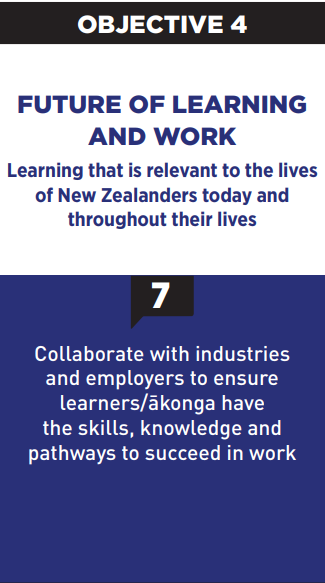 OBJECTIVE 4
FUTURE OF LEARNING
AND WORK
Learning that is relevant to the lives
of New Zealanders today and
throughout their lives
7
Collaborate with industries
and employers to ensure
learners/ākonga have
the skills, knowledge and
pathways to succeed in work